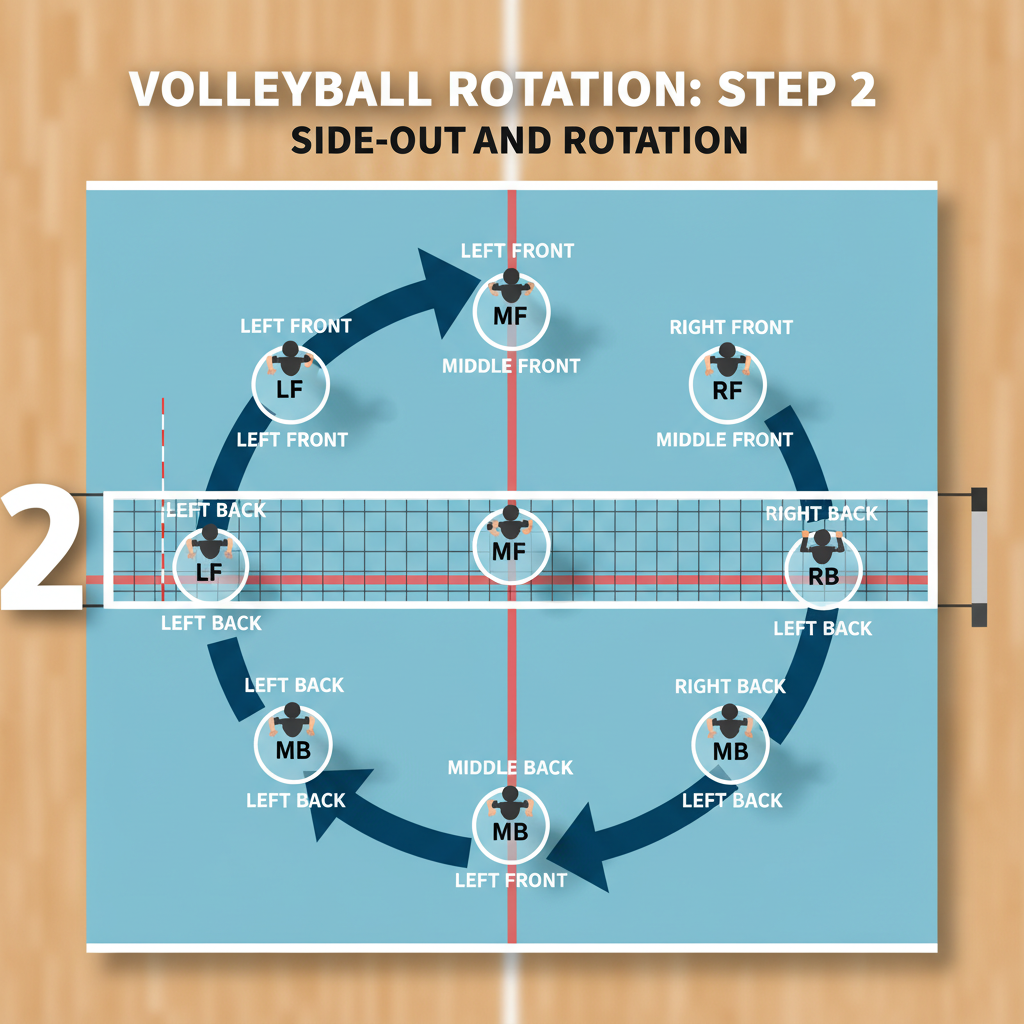 VOLLEYBALL ROTATION: STEP 2
SIDE-OUT AND ROTATION
LEFT FRONT
MF
MIDDLE FRONT
LEFT FRONT
LF
LEFT FRONT
RIGHT FRONT
RF
MIDDLE FRONT
2
LEFT BACK
LF
LEFT BACK
MF
RIGHT BACK
RB
LEFT BACK
LEFT BACK
MB
LEFT BACK
RIGHT BACK
MB
LEFT BACK
MIDDLE BACK
MB
LEFT FRONT